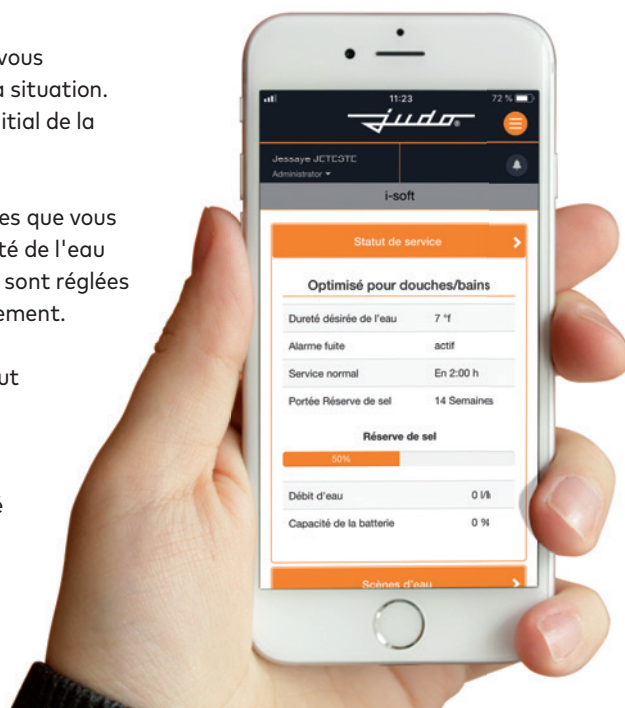 vous
a situation.
itial de la
es que vous
té de l'eau
sont réglées
ement.
ut
é
11:23
72 %
judo®
Jessaye JETESTE
Administrator
i-soft
Statut de service
Optimisé pour douches/bains
Dureté désirée de l'eau 7 °f
Alarme fuite actif
Service normal En 2:00 h
Portée Réserve de sel 14 Semaines
Réserve de sel
50%
Débit d'eau 0 l/h
Capacité de la batterie 0 %
Scènes d'eau